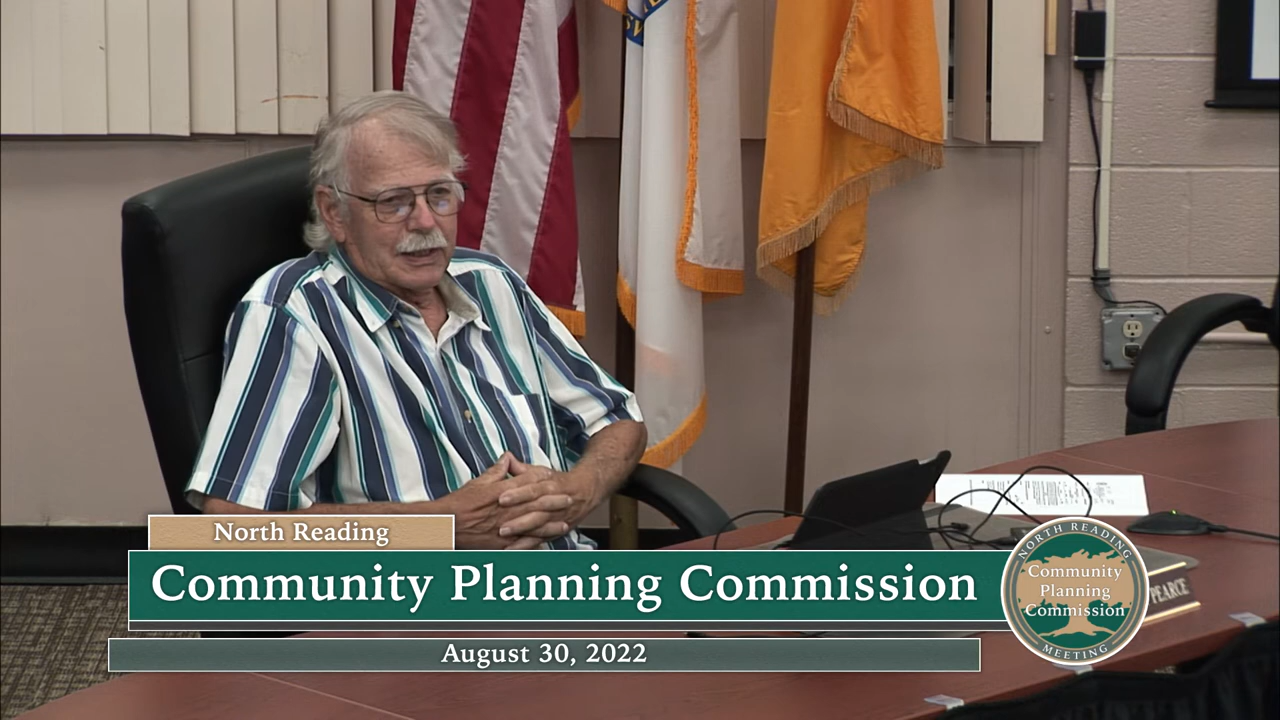 North Reading
Community Planning Commission
August 30, 2022
NORTH READING
Community
Planning
Commission
MEETING
PEARCE